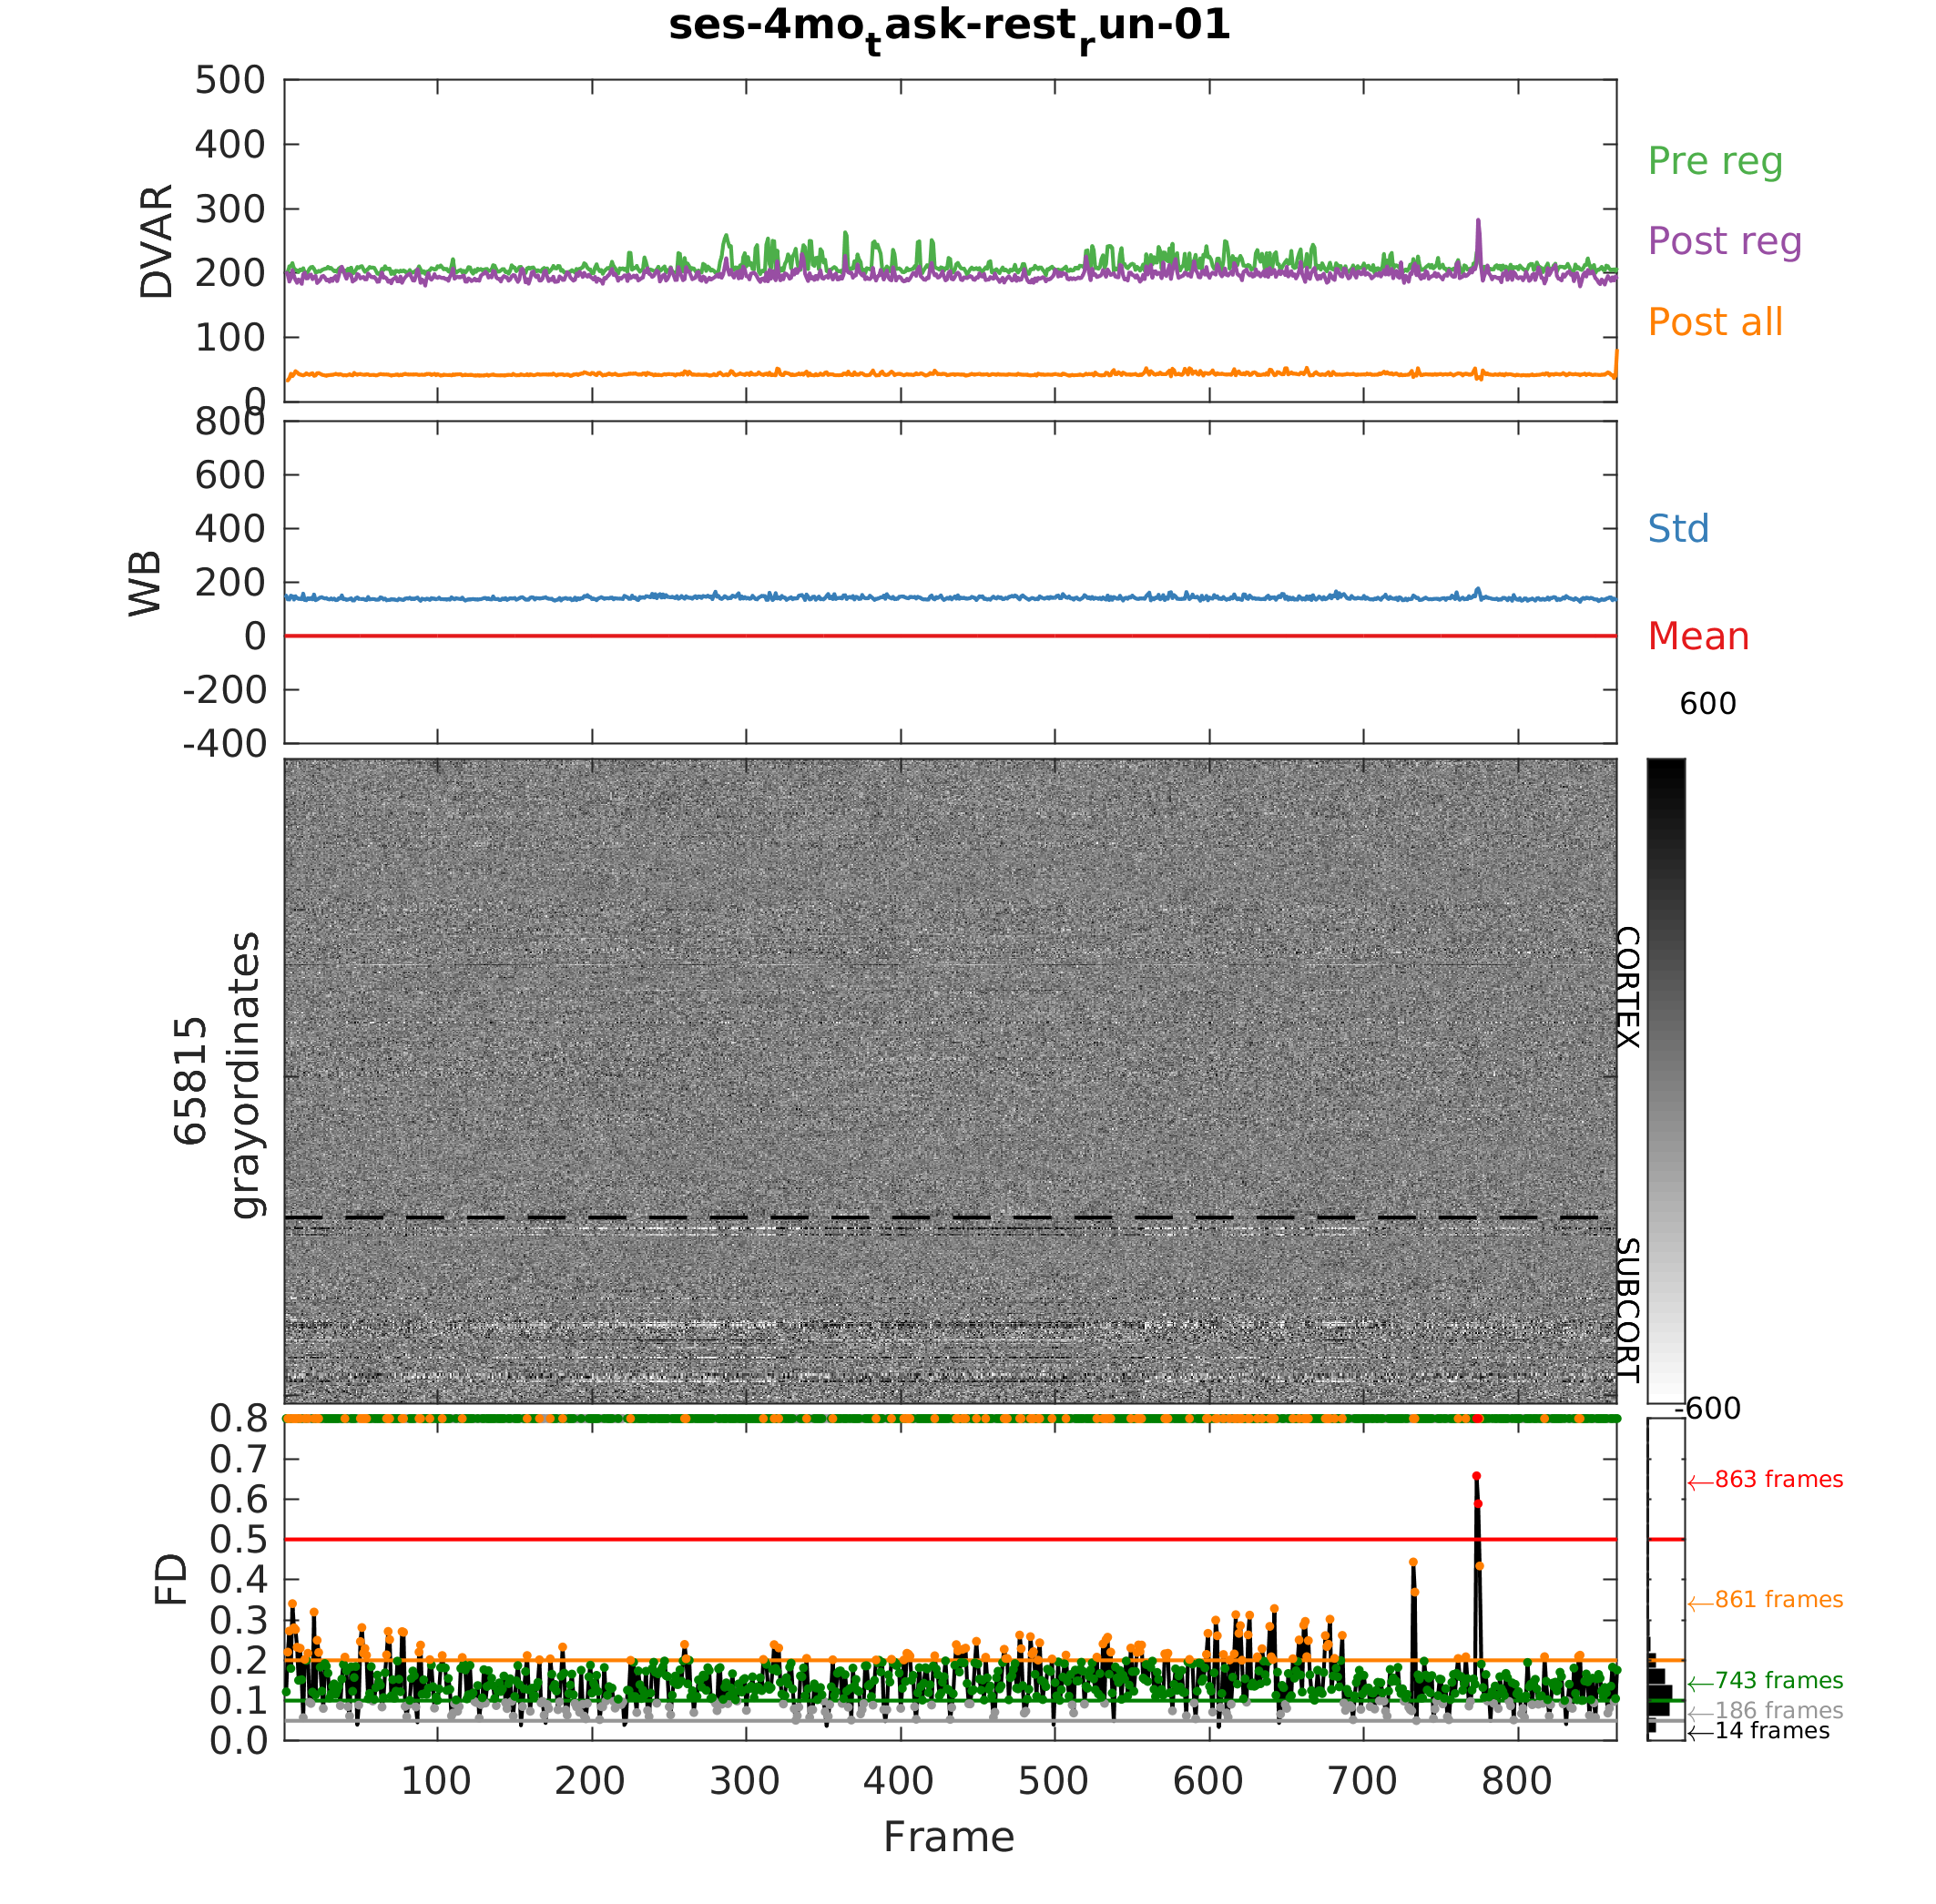 ses-4mo_task-rest_run-01
500
400
300
200
100
0
DVAR
Pre reg
Post reg
Post all
800
600
400
200
0
-200
-400
WB
Std
Mean
600
65815
grayordinates
CORTEX
SUBCORT
-600
0.8
0.7
0.6
0.5
0.4
0.3
0.2
0.1
0.0
FD
←863 frames
←861 frames
←743 frames
←186 frames
←14 frames
100 200 300 400 500 600 700 800
Frame